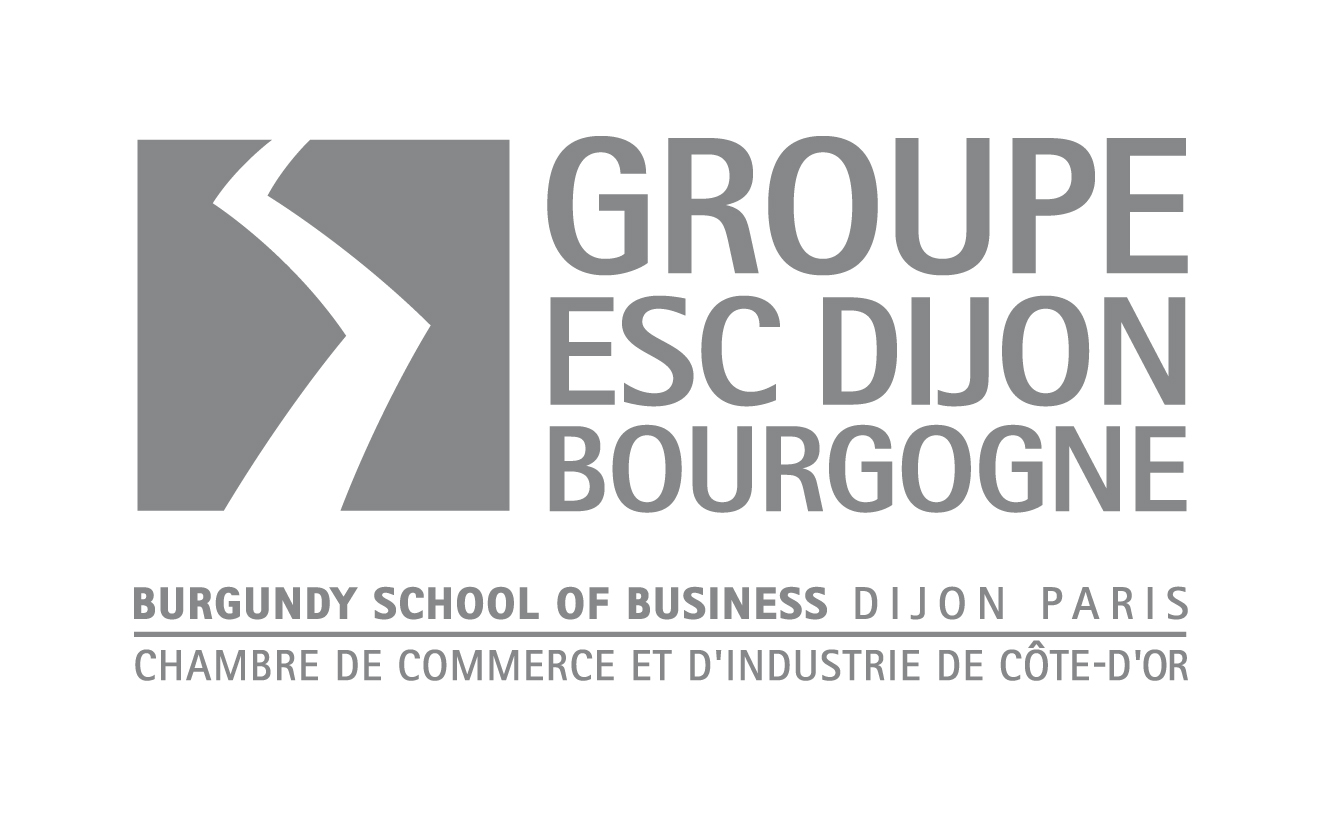 GROUPE
ESC DIJON
BOURGOGNE
BURGUNDY SCHOOL OF BUSINESS DIJON PARIS
CHAMBRE DE COMMERCE ET D'INDUSTRIE DE CÔTE-D'OR